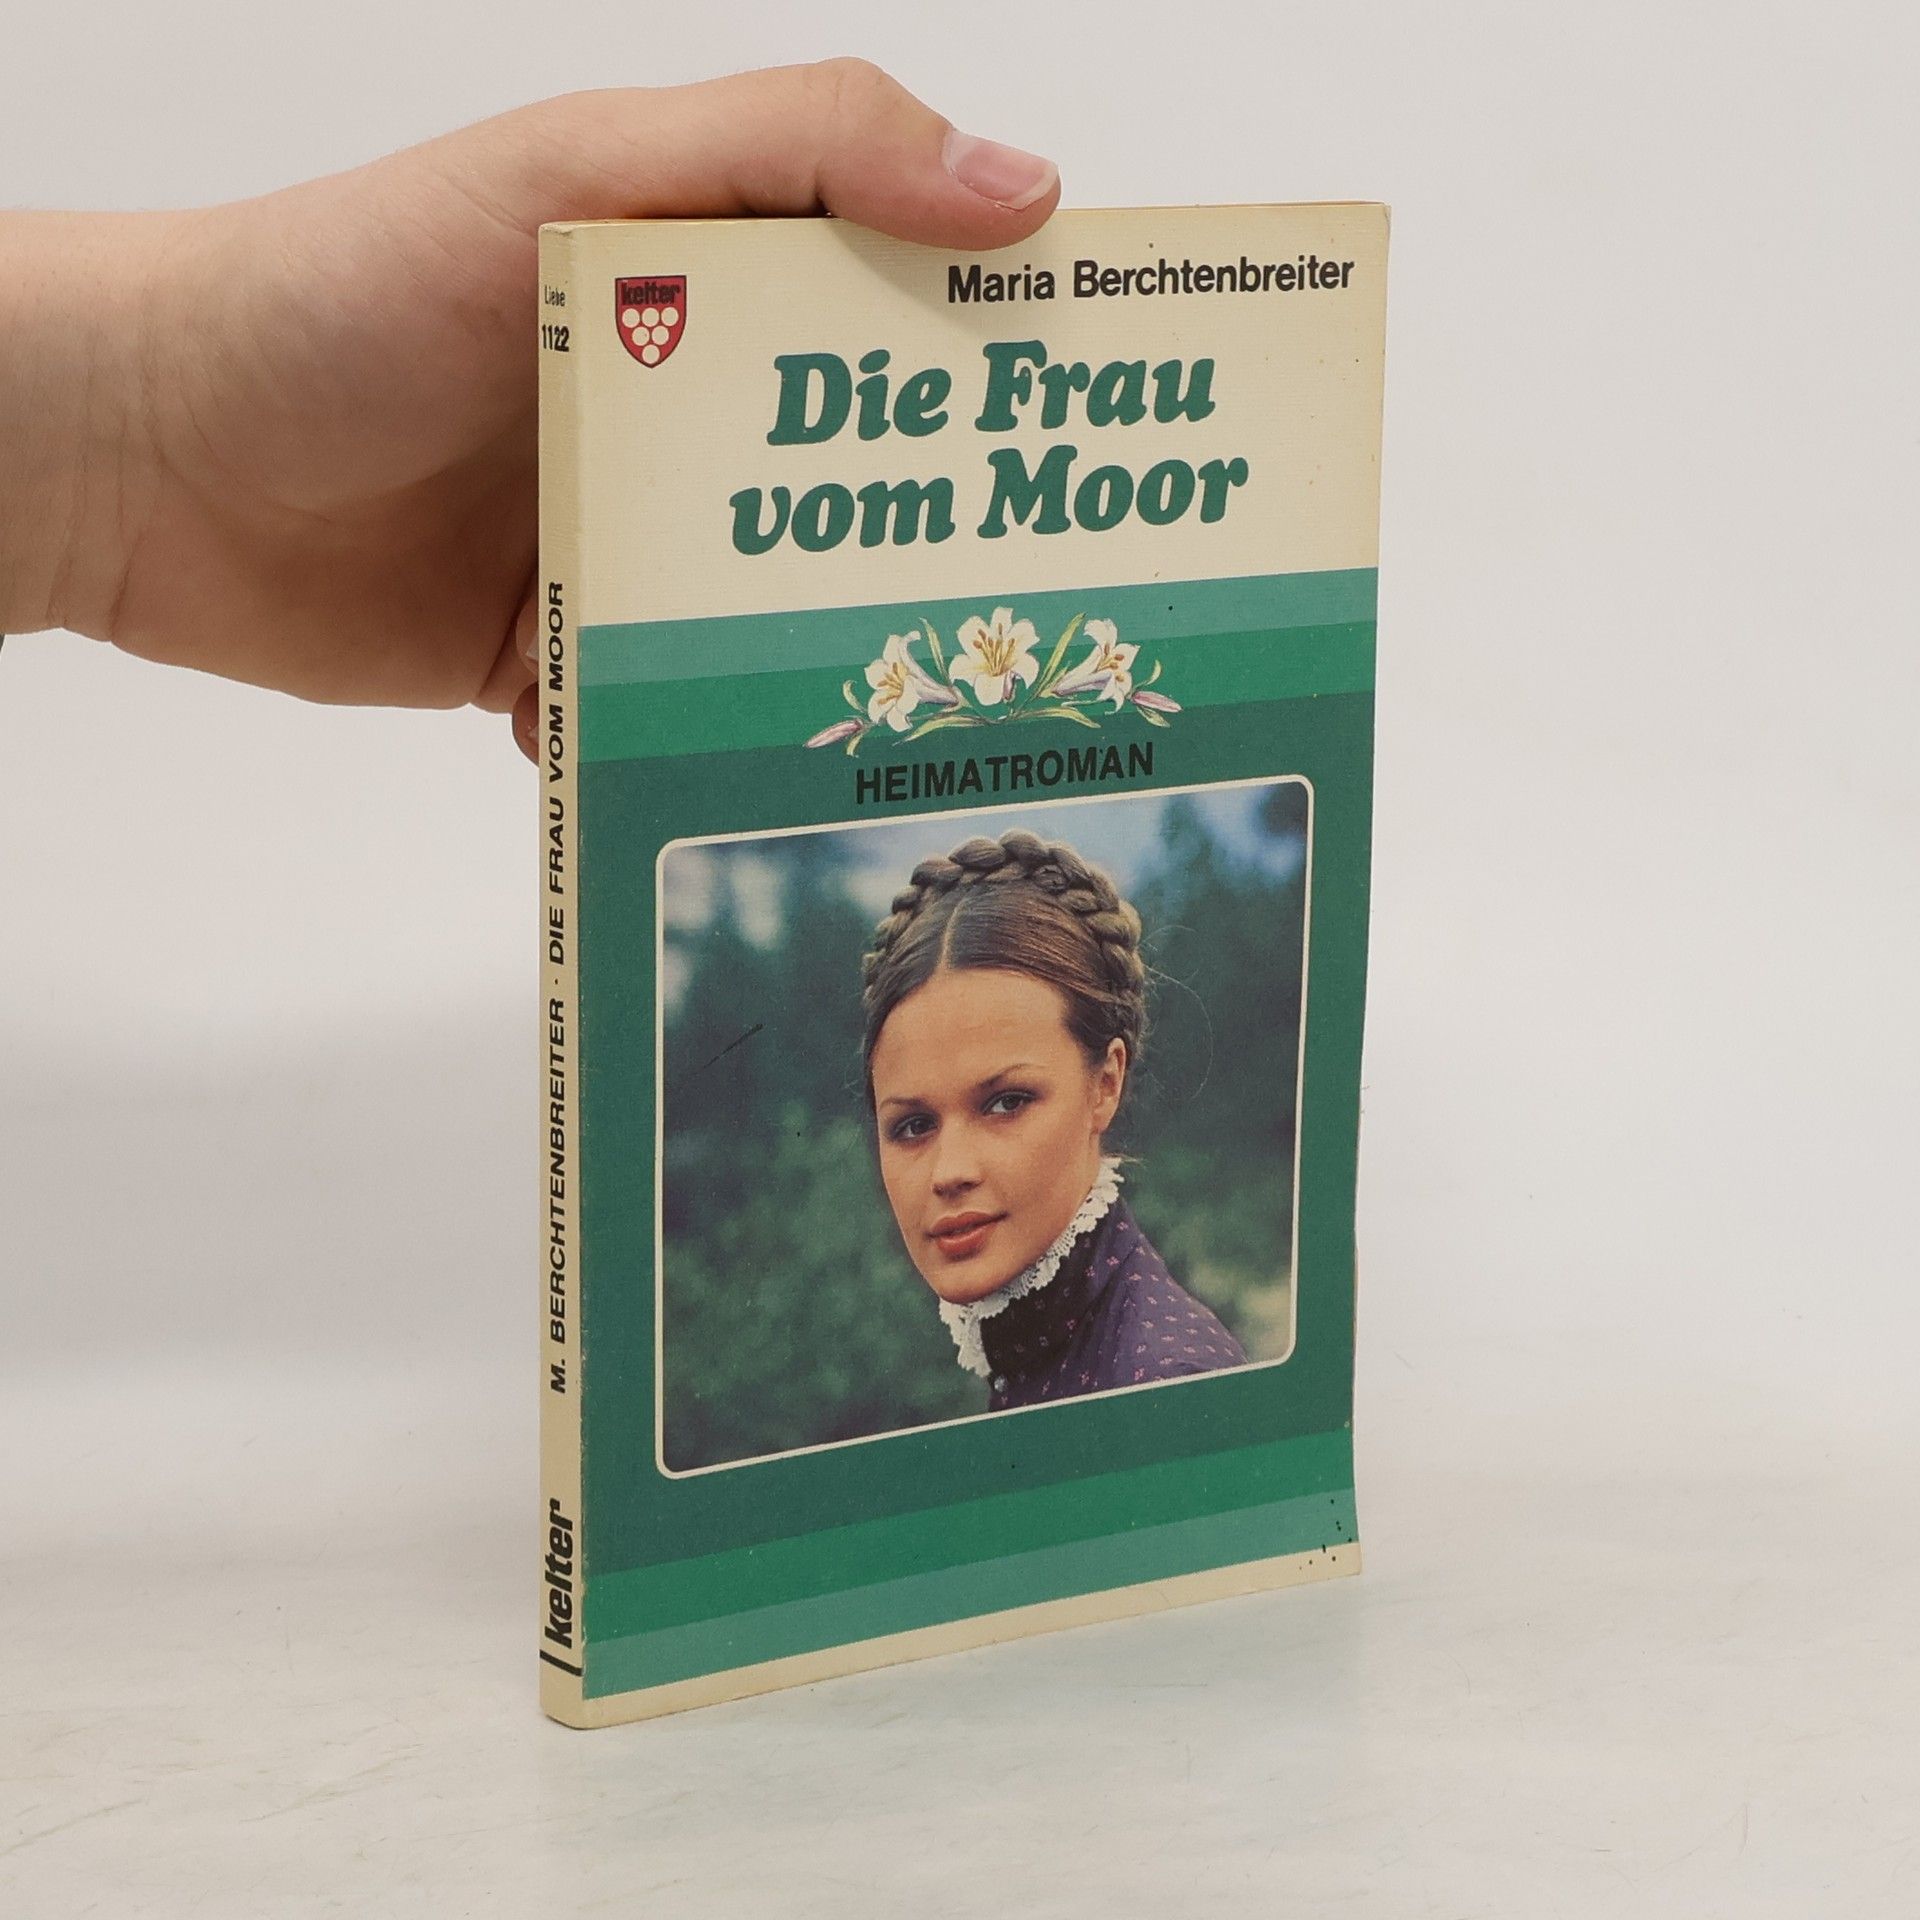 Liebe
1122
M. BERCHTENBREITER · DIE FRAU VOM MOOR
kelter
kelter
Maria Berchtenbreiter
Die Frau
vom Moor
HEIMATROMAN